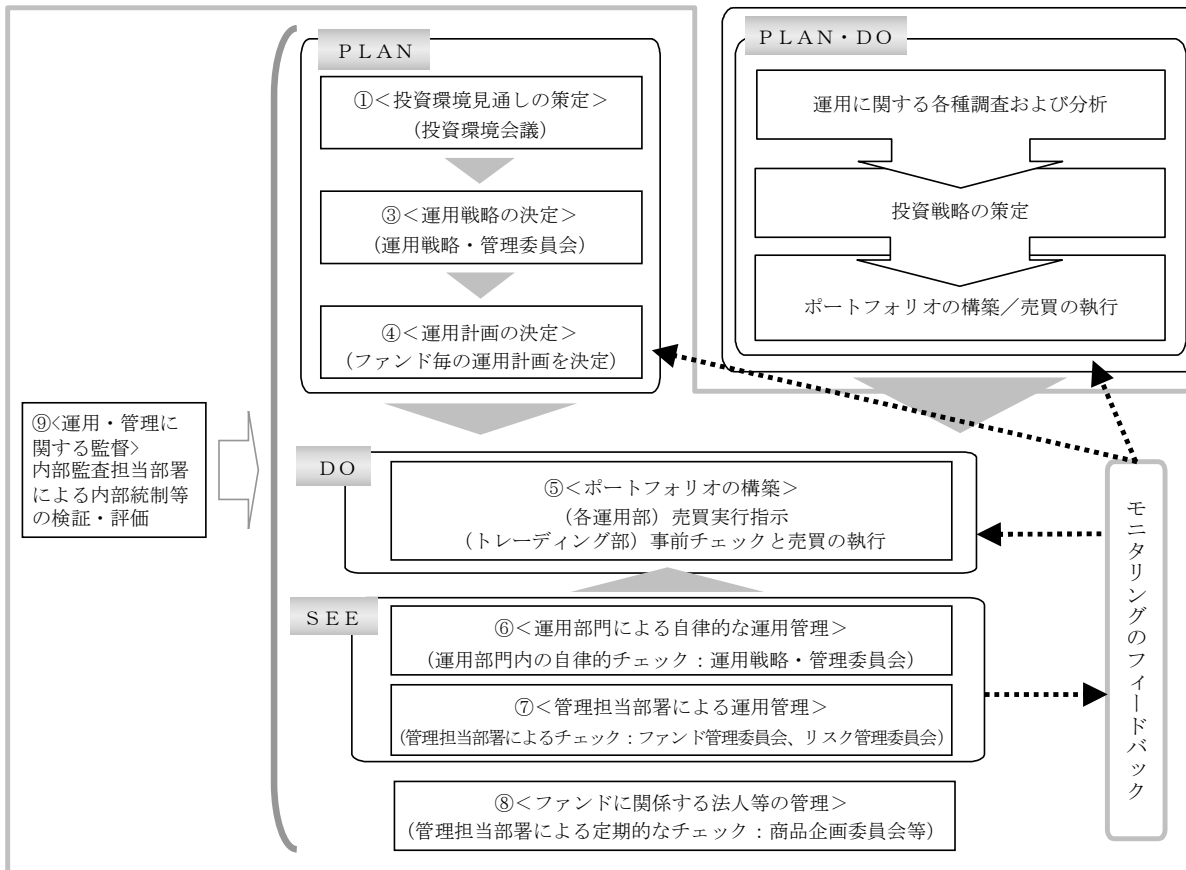 PLAN
①<投資環境見通しの策定>
(投資環境会議)
③<運用戦略の決定>
(運用戦略・管理委員会)
④<運用計画の決定>
(ファンド毎の運用計画を決定)
PLAN・DO
運用に関する各種調査および分析
投資戦略の策定
ポートフォリオの構築/売買の執行
⑨<運用・管理に
関する監督>
内部監査担当部署
による内部統制等
の検証・評価
DO
⑤<ポートフォリオの構築>
(各運用部)売買実行指示
(トレーディング部)事前チェックと売買の執行
SEE
⑥<運用部門による自律的な運用管理>
(運用部門内の自律的チェック:運用戦略・管理委員会)
⑦<管理担当部署による運用管理>
(管理担当部署によるチェック:ファンド管理委員会、リスク管理委員会)
⑧<ファンドに関係する法人等の管理>
(管理担当部署による定期的なチェック:商品企画委員会等)
モニタリングのフィードバック